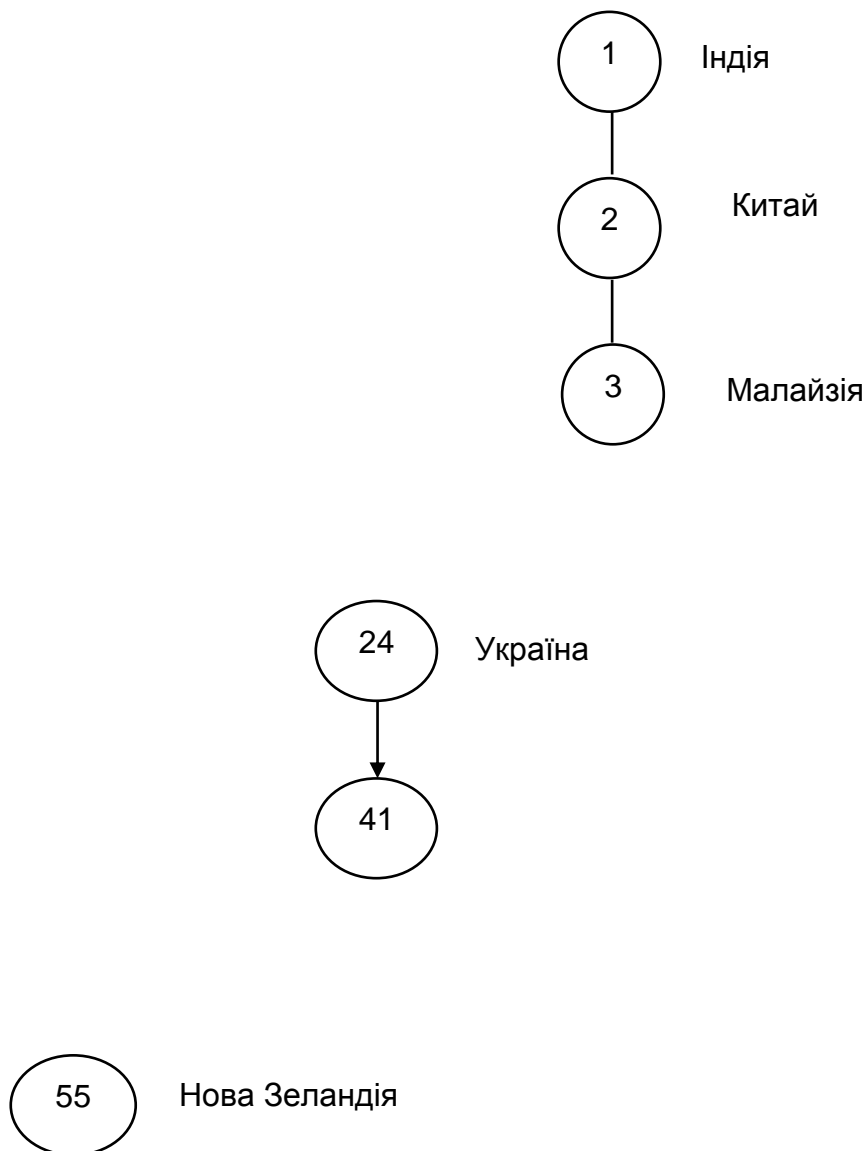 1 Індія
2 Китай
3 Малайзія
24 Україна
41
55 Нова Зеландія